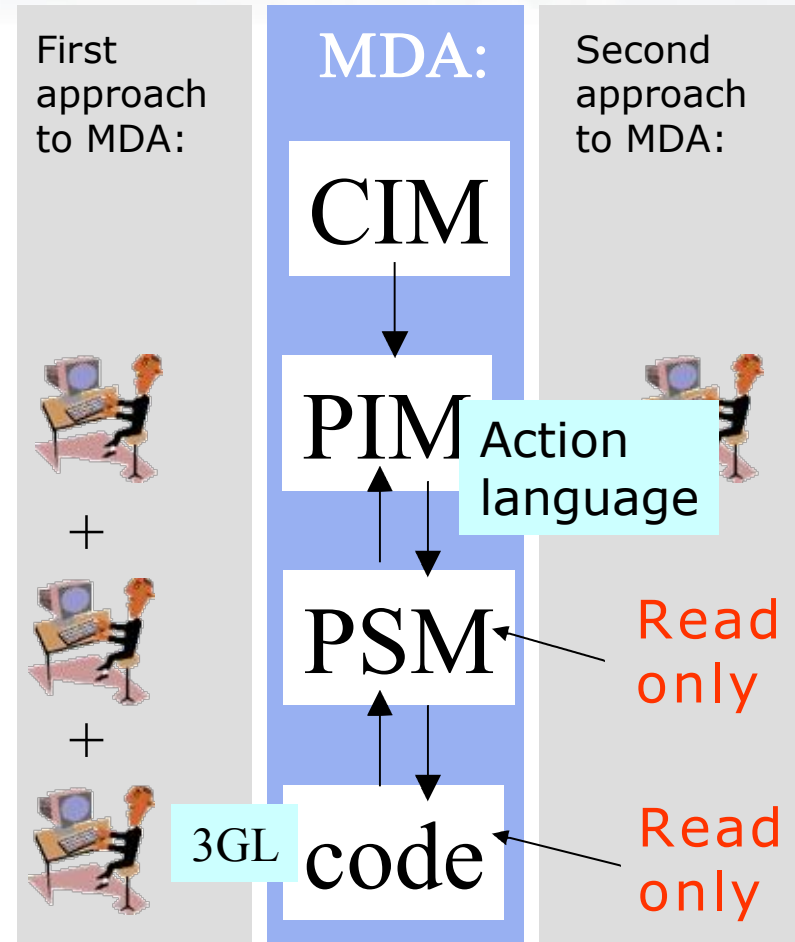 First
approach
to MDA:
MDA:
Second
approach
to MDA:
CIM
PIM
Action
language
+
PSM
Read
only
+
3GL
code
Read
only